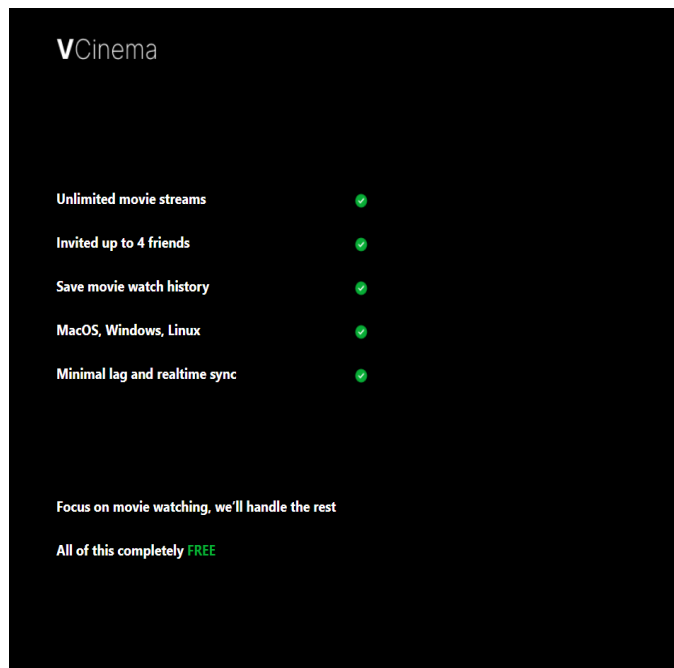 VCinema
Unlimited movie streams
Invited up to 4 friends
Save movie watch history
MacOS, Windows, Linux
Minimal lag and realtime sync
Focus on movie watching, we'll handle the rest
All of this completely FREE